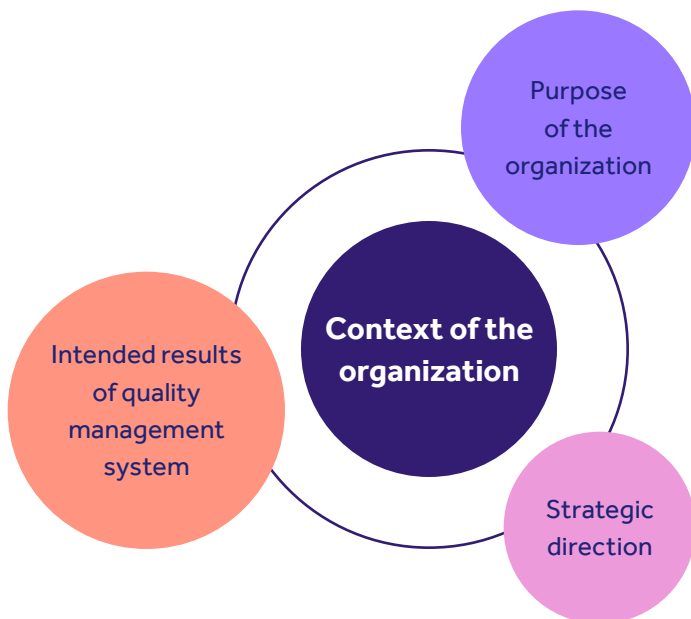 Purpose
of the
organization
Context of the
organization
Intended results
of quality
management
system
Strategic
direction